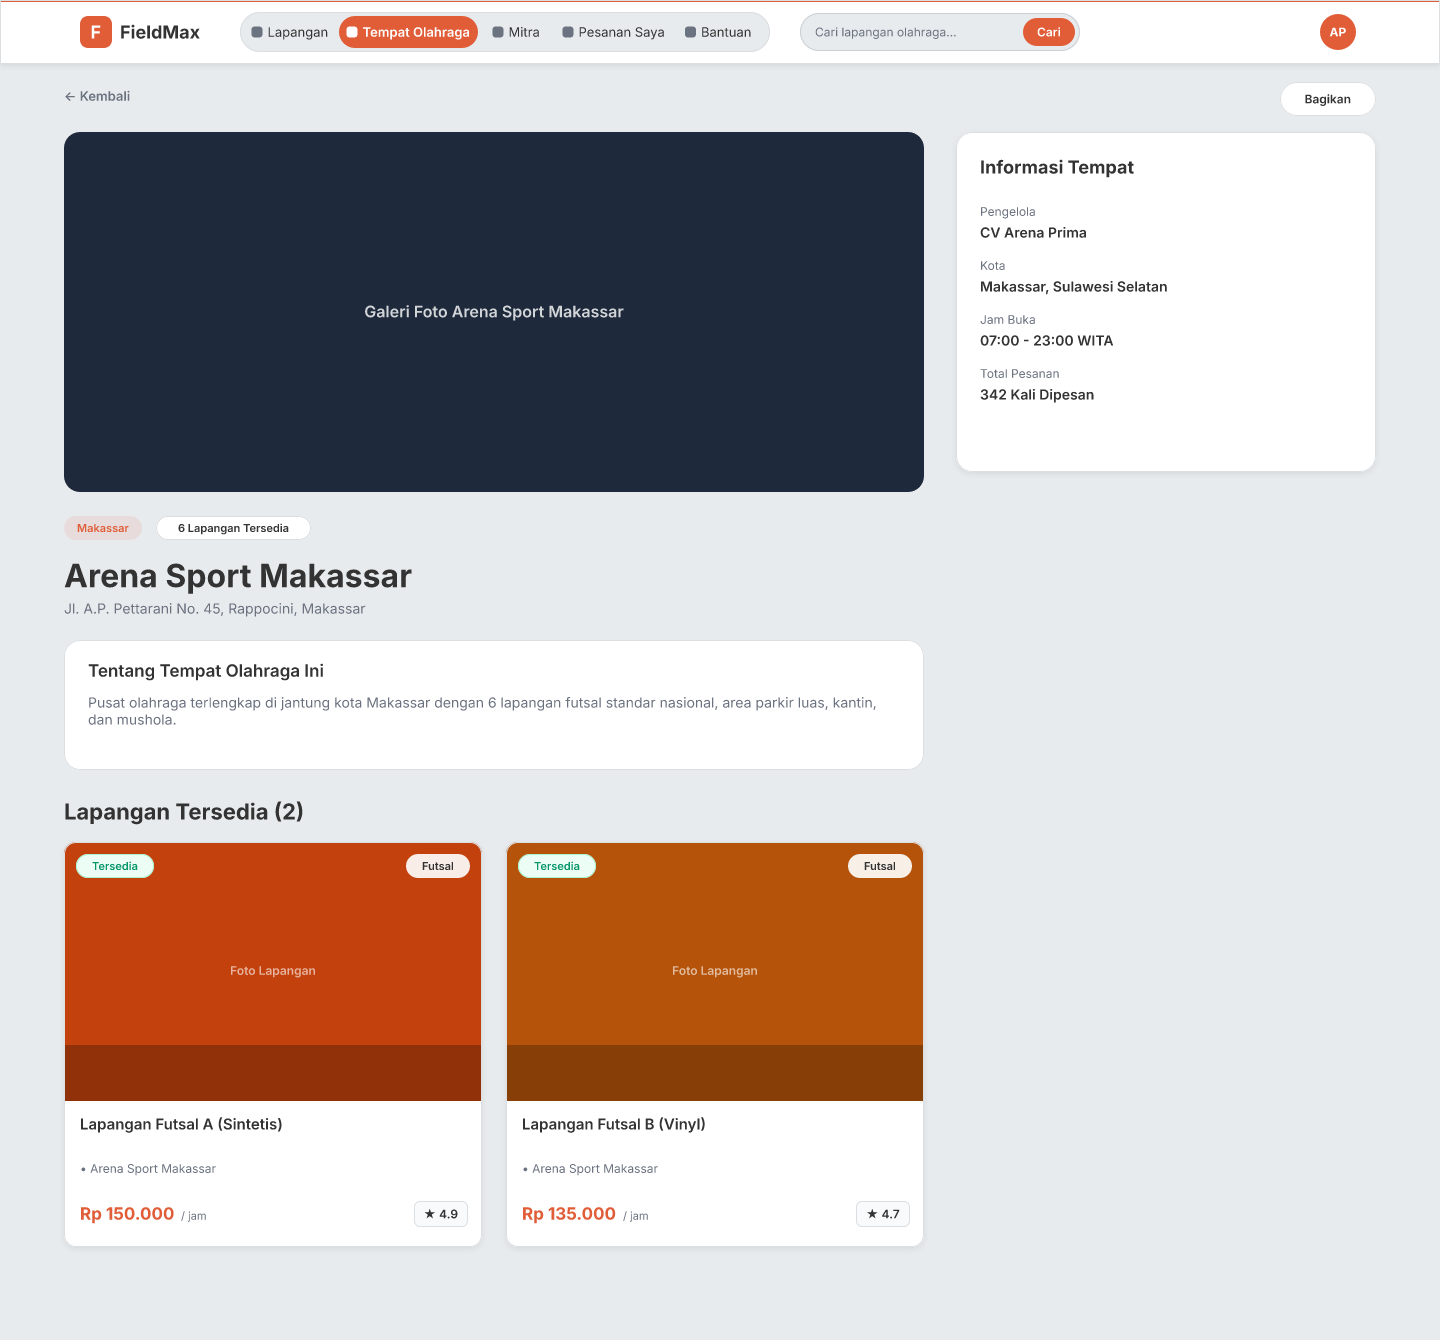 F FieldMax
Lapangan
Tempat Olahraga
Mitra
Pesanan Saya
Bantuan
Cari lapangan olahraga...
Cari
AP
← Kembali
Bagikan
Galeri Foto Arena Sport Makassar
Informasi Tempat
Pengelola
CV Arena Prima
Kota
Makassar, Sulawesi Selatan
Jam Buka
07:00 - 23:00 WITA
Total Pesanan
342 Kali Dipesan
Makassar
6 Lapangan Tersedia
Arena Sport Makassar
Jl. A.P. Pettarani No. 45, Rappocini, Makassar
Tentang Tempat Olahraga Ini
Pusat olahraga terlengkap di jantung kota Makassar dengan 6 lapangan futsal standar nasional, area parkir luas, kantin,
dan mushola.
Lapangan Tersedia (2)
Tersedia
Futsal
Foto Lapangan
Lapangan Futsal A (Sintetis)
• Arena Sport Makassar
Rp 150.000 / jam
★ 4.9
Tersedia
Futsal
Foto Lapangan
Lapangan Futsal B (Vinyl)
• Arena Sport Makassar
Rp 135.000 / jam
★ 4.7